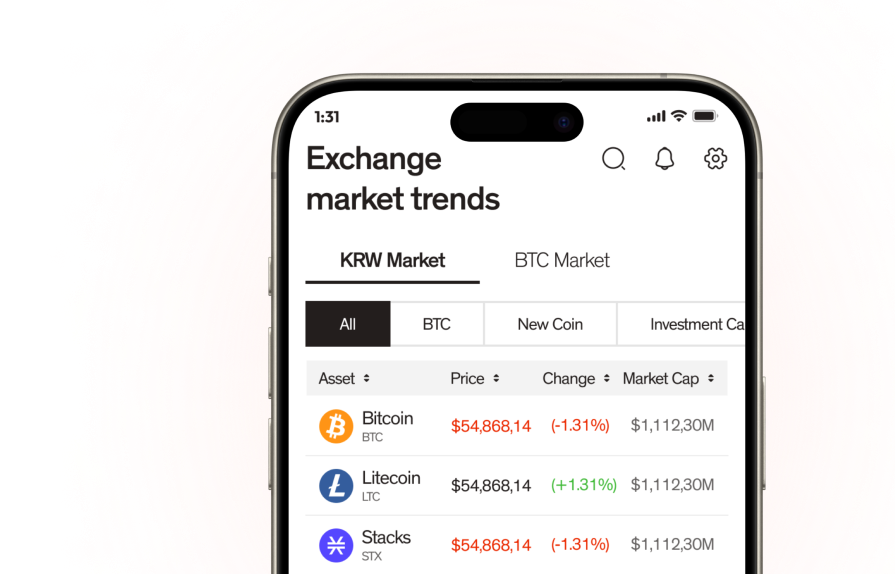 1:31
Exchange
market trends
KRW Market BTC Market
All BTC New Coin Investment Ca
Asset Price Change Market Cap
Bitcoin
BTC
$54,868,14 (-1.31%) $1,112,30M
Litecoin
LTC
$54,868,14 (+1.31%) $1,112,30M
Stacks
STX
$54,868,14 (-1.31%) $1,112,30M